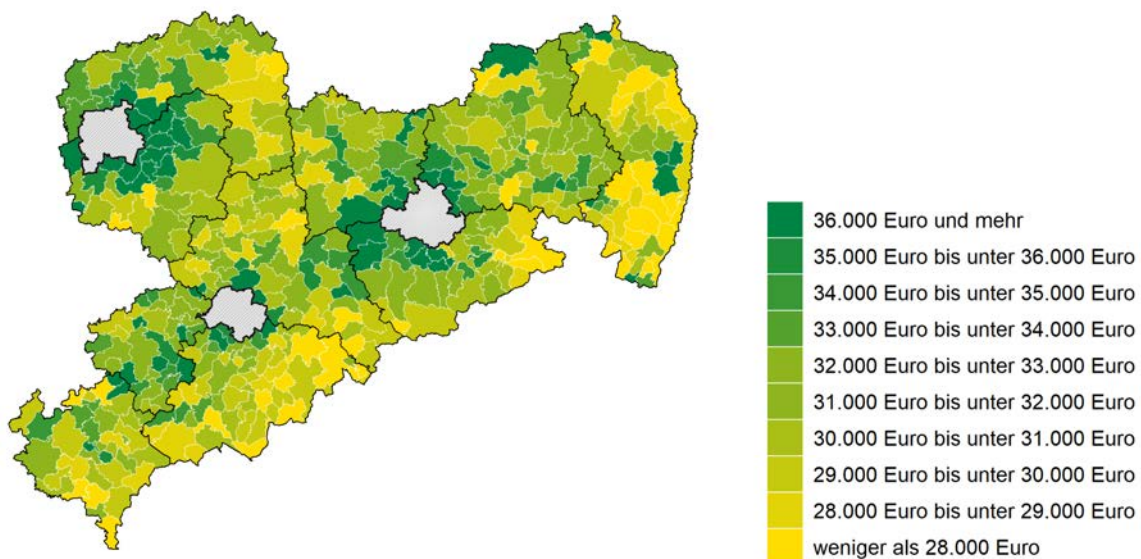 36.000 Euro und mehr
35.000 Euro bis unter 36.000 Euro
34.000 Euro bis unter 35.000 Euro
33.000 Euro bis unter 34.000 Euro
32.000 Euro bis unter 33.000 Euro
31.000 Euro bis unter 32.000 Euro
30.000 Euro bis unter 31.000 Euro
29.000 Euro bis unter 30.000 Euro
28.000 Euro bis unter 29.000 Euro
weniger als 28.000 Euro